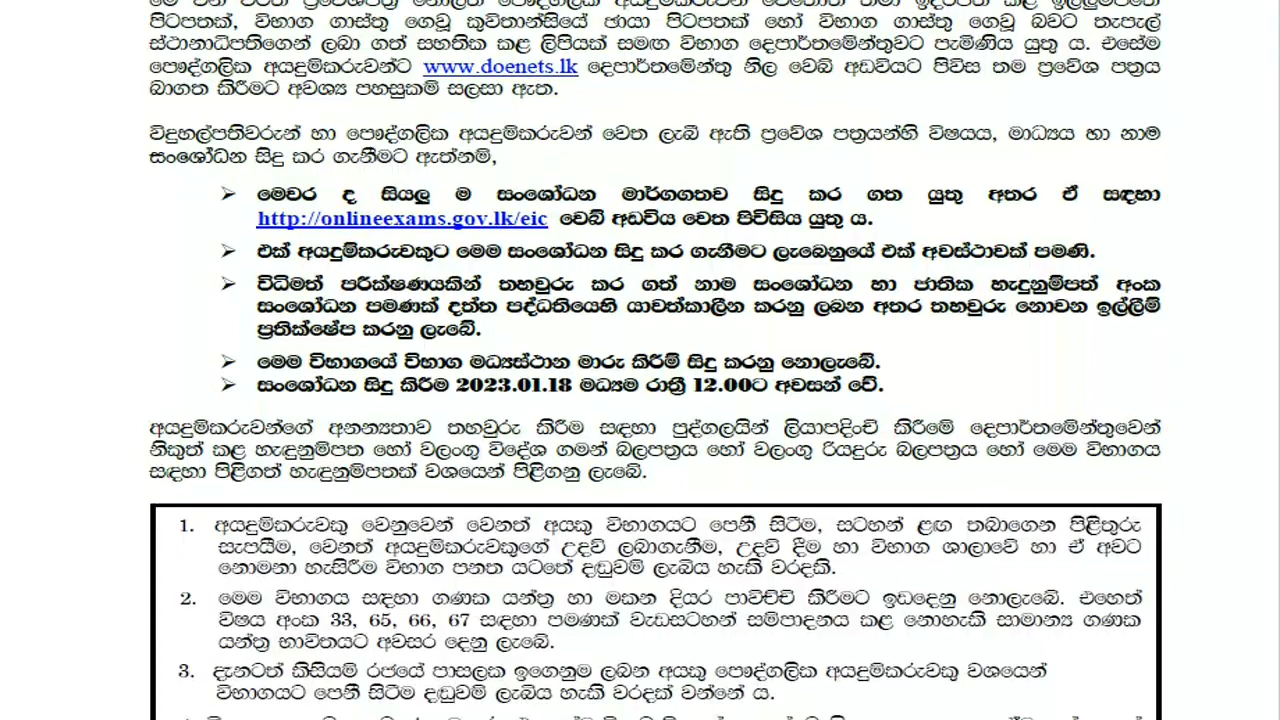 පිටපතක්, විභාග ගාස්තු ගෙවූ කුවිතාන්සියේ ඡායා පිටපතක් හෝ විභාග ගාස්තු ගෙවූ බවට තැපැල්
ස්ථානාධිපතිගෙන් ලබා ගත් සහතික කළ ලිපියක් සමඟ විභාග දෙපාර්තමේන්තුවට පැමිණිය යුතු ය. එසේම
පෞද්ගලික අයදුම්කරුවන්ට www.doenets.lk දෙපාර්තමේන්තු නිල වෙබ් අඩවියට පිවිස තම ප්‍රවේශ පත්‍රය
බාගත කිරීමට අවශ්‍ය පහසුකම් සලසා ඇත.
විදුහල්පතිවරුන් හා පෞද්ගලික අයදුම්කරුවන් වෙත ලැබී ඇති ප්‍රවේශ පත්‍රයන්හි විෂයය, මාධ්‍යය හා නාම
සංශෝධන සිදු කර ගැනීමට ඇත්නම්,
➢ මෙවර ද සියලු ම සංශෝධන මාර්ගගතව සිදු කර ගත යුතු අතර ඒ සඳහා
http://onlineexams.gov.lk/eic වෙබ් අඩවිය වෙත පිවිසිය යුතු ය.
➢ එක් අයදුම්කරුවකුට මෙම සංශෝධන සිදු කර ගැනීමට ලැබෙනුයේ එක් අවස්ථාවක් පමණි.
➢ විධිමත් පරීක්ෂණයකින් තහවුරු කර ගත් නාම සංශෝධන හා ජාතික හැඳුනුම්පත් අංක
සංශෝධන පමණක් දත්ත පද්ධතියෙහි යාවත්කාලීන කරනු ලබන අතර තහවුරු නොවන ඉල්ලීම්
ප්‍රතික්ෂේප කරනු ලැබේ.
➢ මෙම විභාගයේ විභාග මධ්‍යස්ථාන මාරු කිරීම් සිදු කරනු නොලැබේ.
➢ සංශෝධන සිදු කිරීම 2023.01.18 මධ්‍යම රාත්‍රී 12.00ට අවසන් වේ.
අයදුම්කරුවන්ගේ අනන්‍යතාව තහවුරු කිරීම සඳහා පුද්ගලයින් ලියාපදිංචි කිරීමේ දෙපාර්තමේන්තුවෙන්
නිකුත් කළ හැඳුනුම්පත හෝ වලංගු විදේශ ගමන් බලපත්‍රය හෝ වලංගු රියදුරු බලපත්‍රය හෝ මෙම විභාගය
සඳහා පිළිගත් හැඳුනුම්පතක් වශයෙන් පිළිගනු ලැබේ.
1. අයදුම්කරුවකු වෙනුවෙන් වෙනත් අයකු විභාගයට පෙනී සිටීම, සටහන් ළඟ තබාගෙන පිළිතුරු
සැපයීම, වෙනත් අයදුම්කරුවකුගේ උදව් ලබාගැනීම, උදව් දීම හා විභාග ශාලාවේ හා ඒ අවට
නොමනා හැසිරීම විභාග පනත යටතේ දඬුවම් ලැබිය හැකි වරදකි.
2. මෙම විභාගය සඳහා ගණක යන්ත්‍ර හා මකන දියර පාවිච්චි කිරීමට ඉඩදෙනු නොලැබේ. එහෙත්
විෂය අංක 33, 65, 66, 67 සඳහා පමණක් වැඩසටහන් සම්පාදනය කළ නොහැකි සාමාන්‍ය ගණක
යන්ත්‍ර භාවිතයට අවසර දෙනු ලැබේ.
3. දැනටත් කිසියම් රජයේ පාසලක ඉගෙනුම ලබන අයකු පෞද්ගලික අයදුම්කරුවකු වශයෙන්
විභාගයට පෙනී සිටීම දඬුවම් ලැබිය හැකි වරදක් වන්නේ ය.